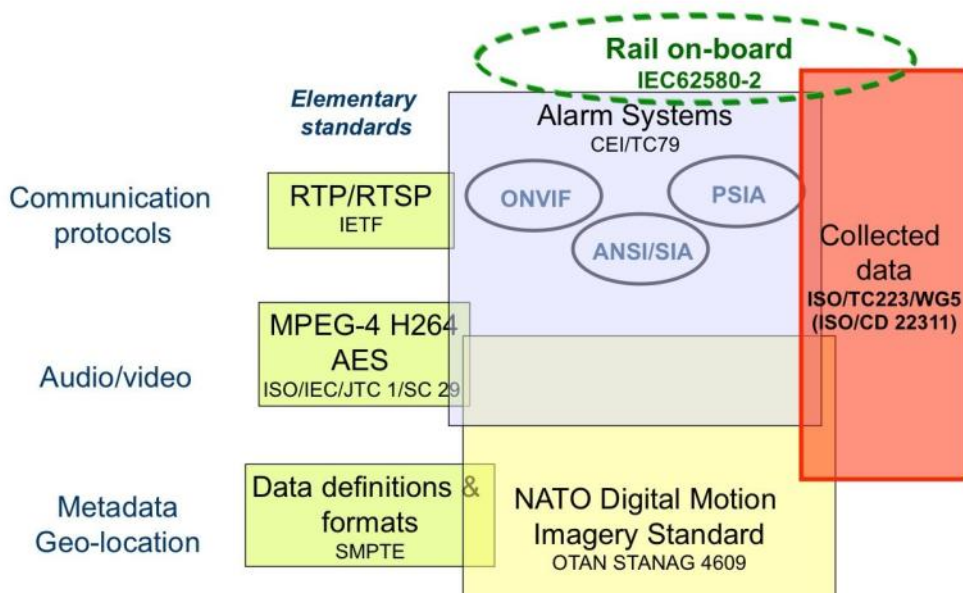 Rail on-board
IEC62580-2
Elementary
standards
Alarm Systems
CEI/TC79
Communication
protocols
RTP/RTSP
IETF
ONVIF
PSIA
ANSI/SIA
Collected
data
ISO/TC223/WG5
(ISO/CD 22311)
Audio/video
MPEG-4 H264
AES
ISO/IEC/JTC 1/SC 29
Metadata
Geo-location
Data definitions &
formats
SMPTE
NATO Digital Motion
Imagery Standard
OTAN STANAG 4609